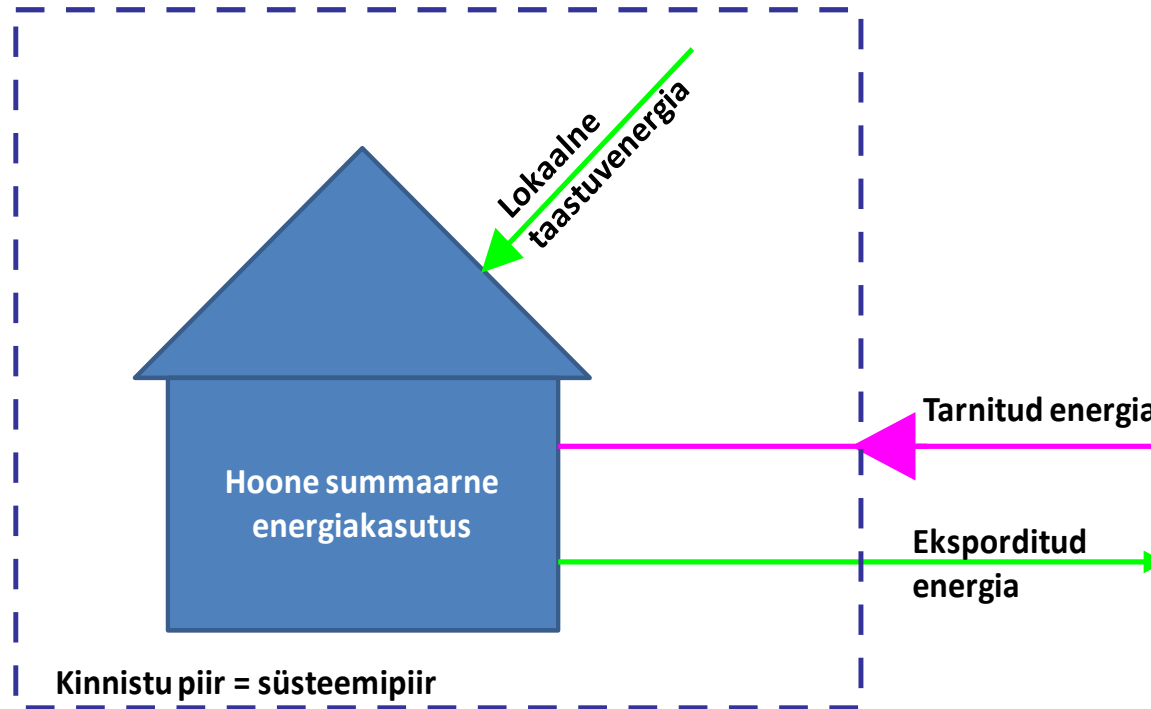 Lokaalne
taastuvenergia
Tarnitud energia
Hoone summaarne
energiakasutus
Eksporditud
energia
Kinnistu piir = süsteemipiir